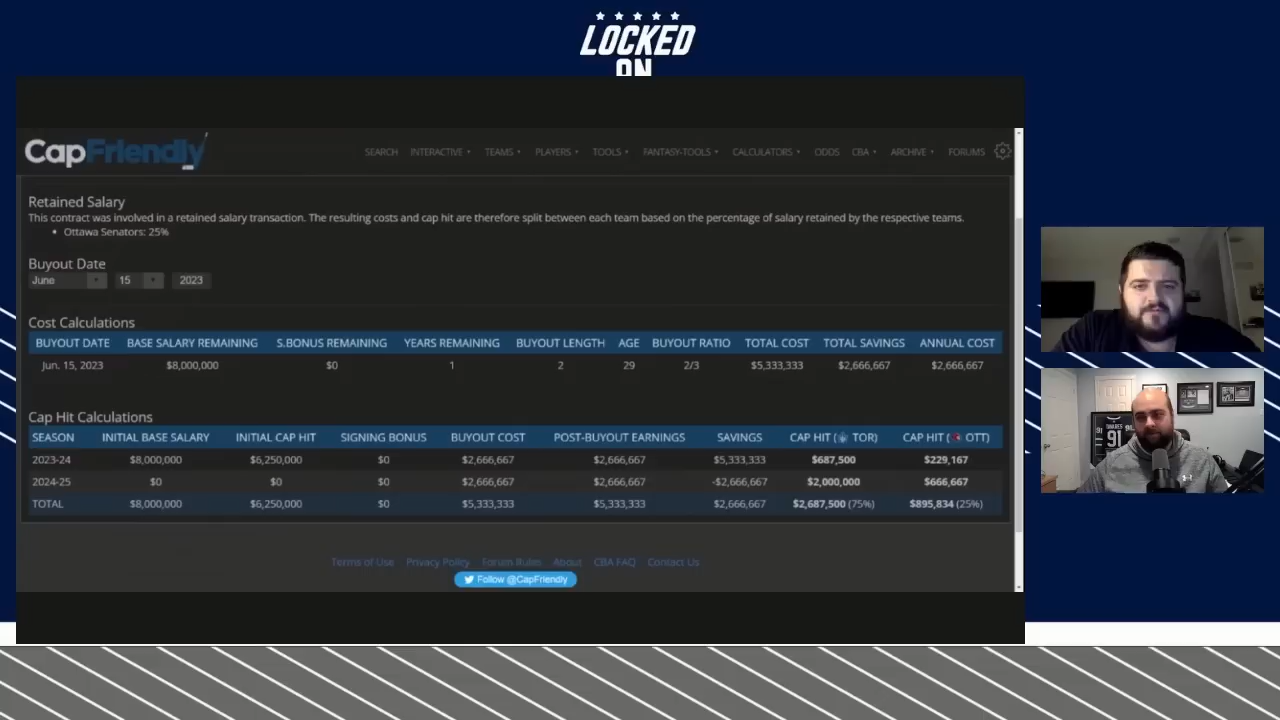 LOCKED
ON
CapFriendly
SEARCH INTERACTIVE TEAMS PLAYERS TOOLS FANTASY-TOOLS CALCULATORS ODDS CBA ARCHIVE FORUMS
Retained Salary
This contract was involved in a retained salary transaction. The resulting costs and cap hit are therefore split between each team based on the percentage of salary retained by the respective teams.
• Ottawa Senators: 25%
Buyout Date
June 15 2023
Cost Calculations
BUYOUT DATE BASE SALARY REMAINING S.BONUS REMAINING YEARS REMAINING BUYOUT LENGTH AGE BUYOUT RATIO TOTAL COST TOTAL SAVINGS ANNUAL COST
Jun. 15, 2023 $8,000,000 $0 1 2 29 2/3 $5,333,333 $2,666,667 $2,666,667
Cap Hit Calculations
SEASON INITIAL BASE SALARY INITIAL CAP HIT SIGNING BONUS BUYOUT COST POST-BUYOUT EARNINGS SAVINGS CAP HIT (TOR) CAP HIT (OTT)
2023-24 $8,000,000 $6,250,000 $0 $2,666,667 $2,666,667 $5,333,333 $687,500 $229,167
2024-25 $0 $0 $0 $2,666,667 $2,666,667 -$2,666,667 $2,000,000 $666,667
TOTAL $8,000,000 $6,250,000 $0 $5,333,333 $5,333,333 $2,666,667 $2,687,500 (75%) $895,834 (25%)
Terms of Use Privacy Policy Forum Rules About CBA FAQ Contact Us
Follow @CapFriendly
TAVARES
91